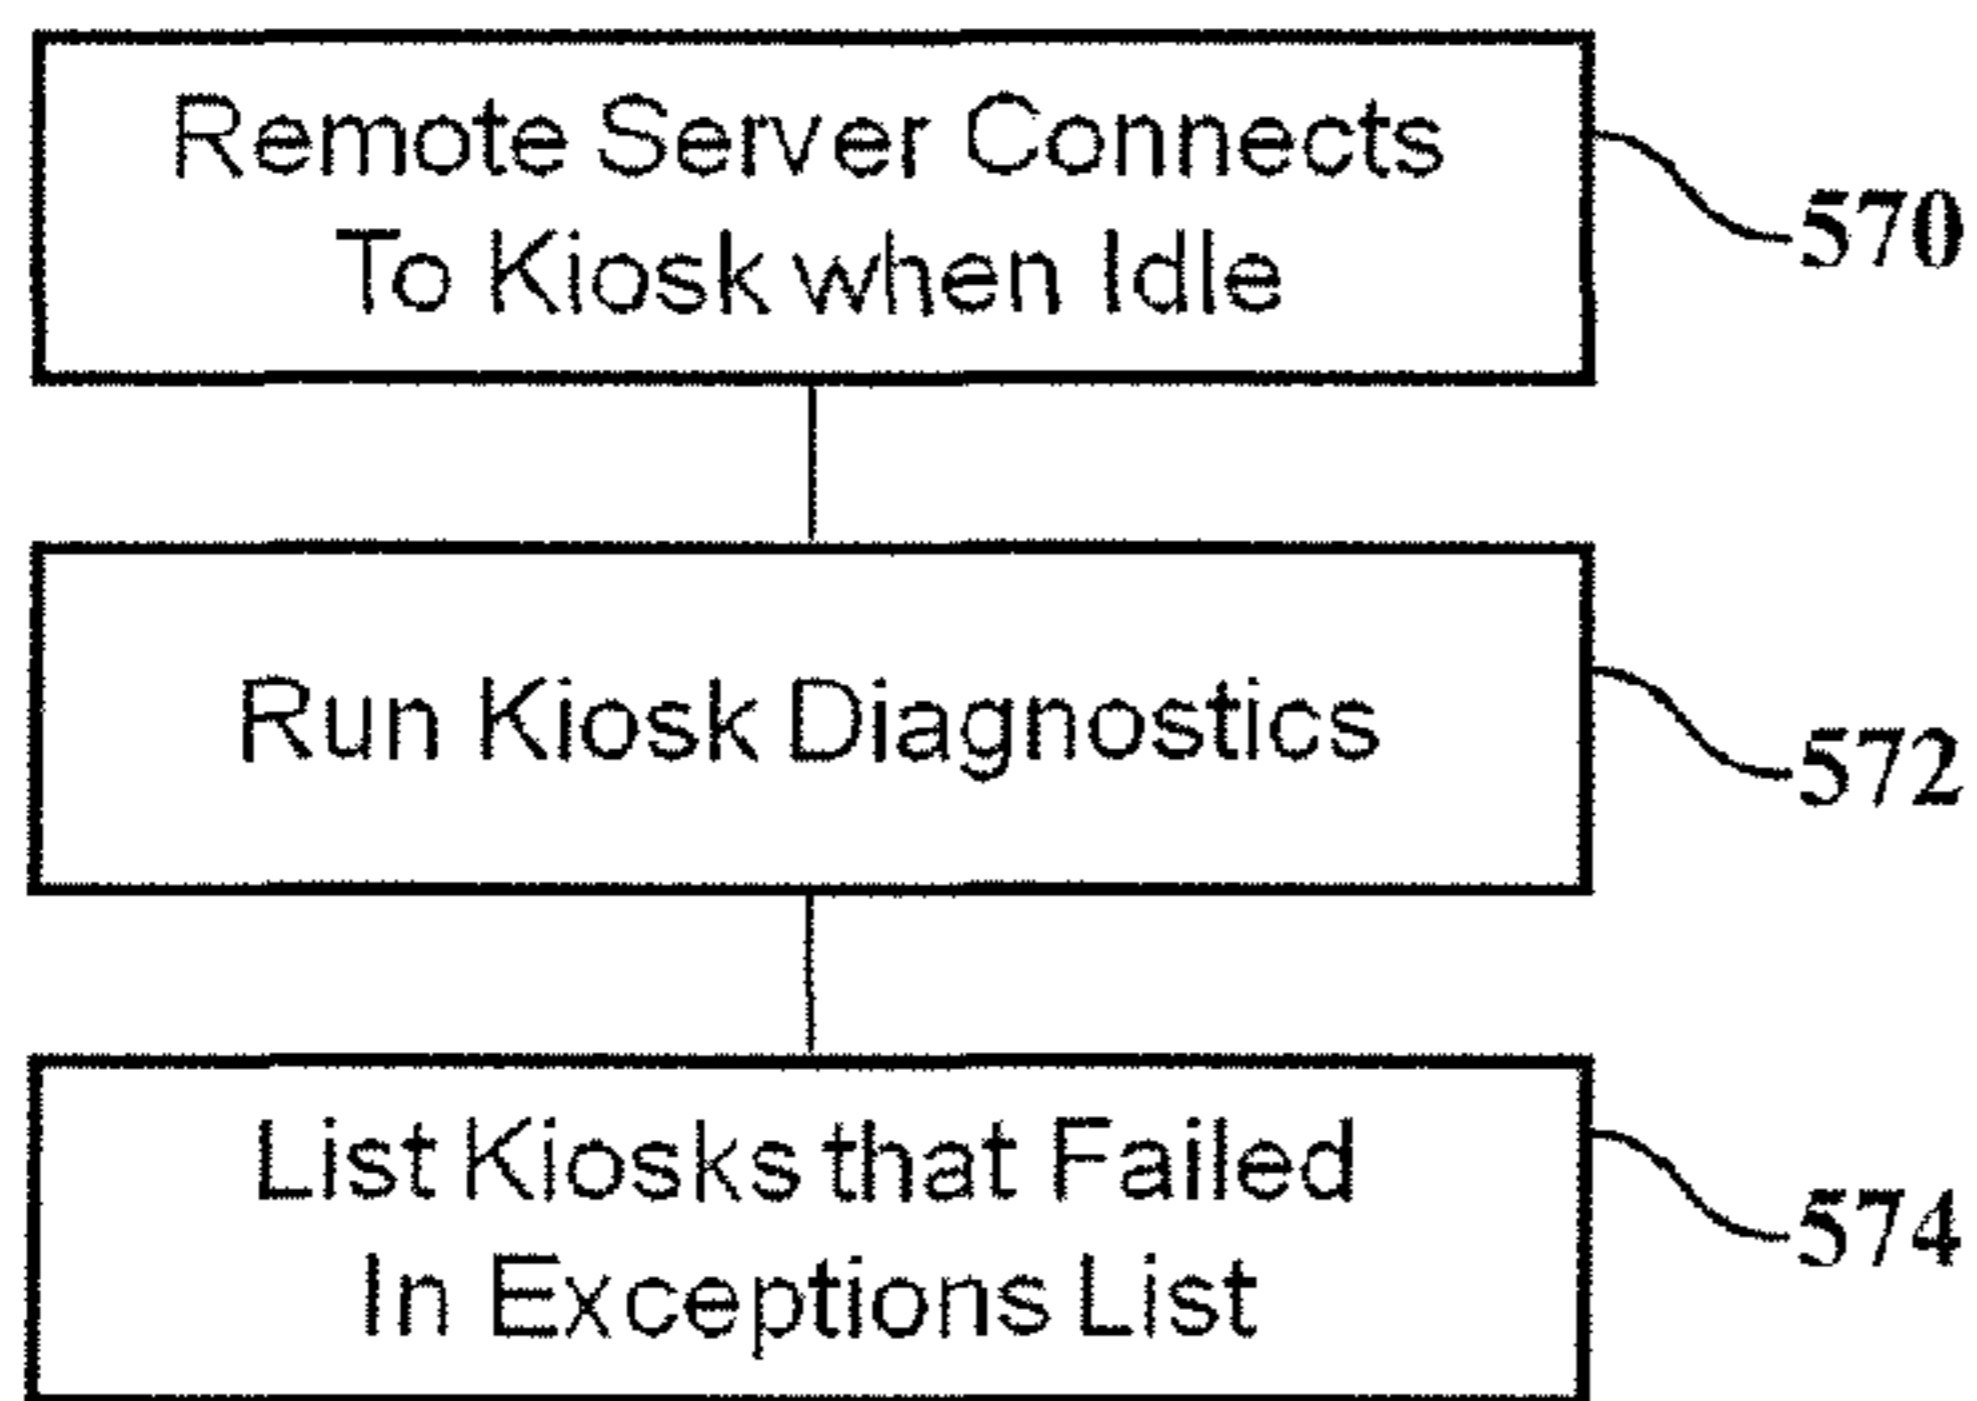 Remote Server Connects
To Kiosk when Idle
570
Run Kiosk Diagnostics
572
List Kiosks that Failed
In Exceptions List
574